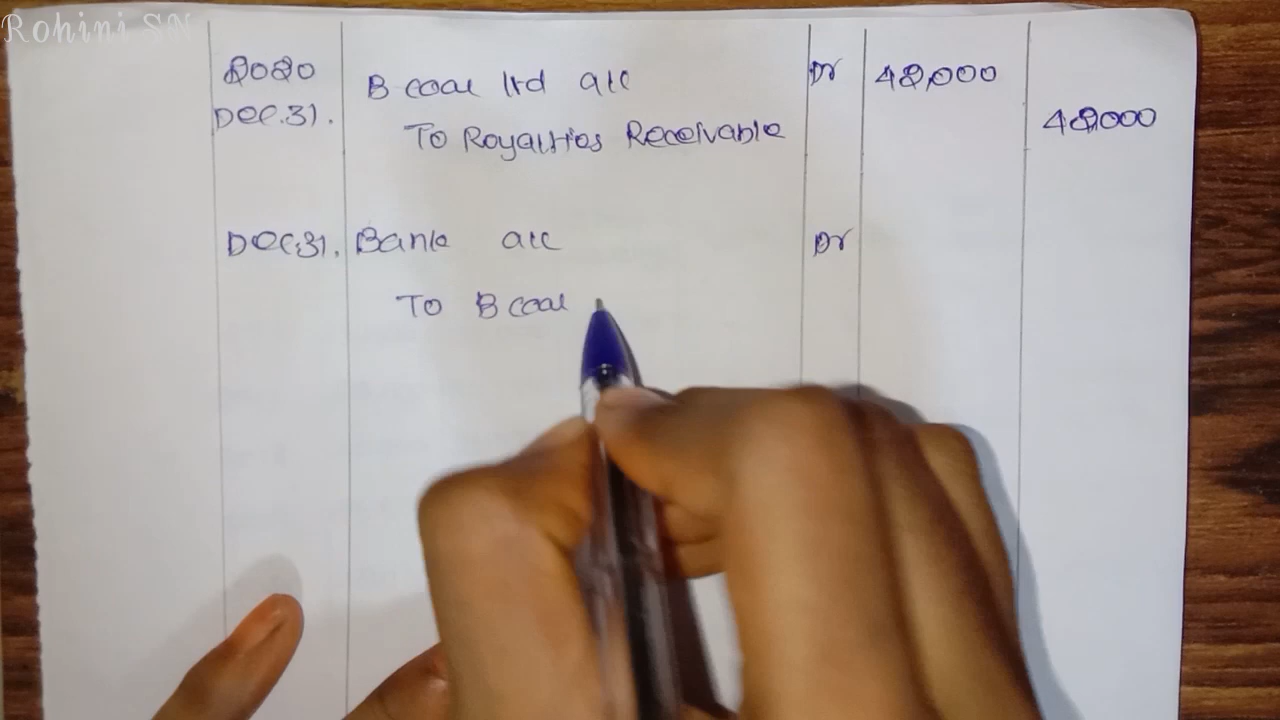 Rohini SN
2020 B coal ltd a/c Dr 48,000
Dec.31. To Royalties Receivable 48,000
Dec.31. Bank a/c Dr
To B coal